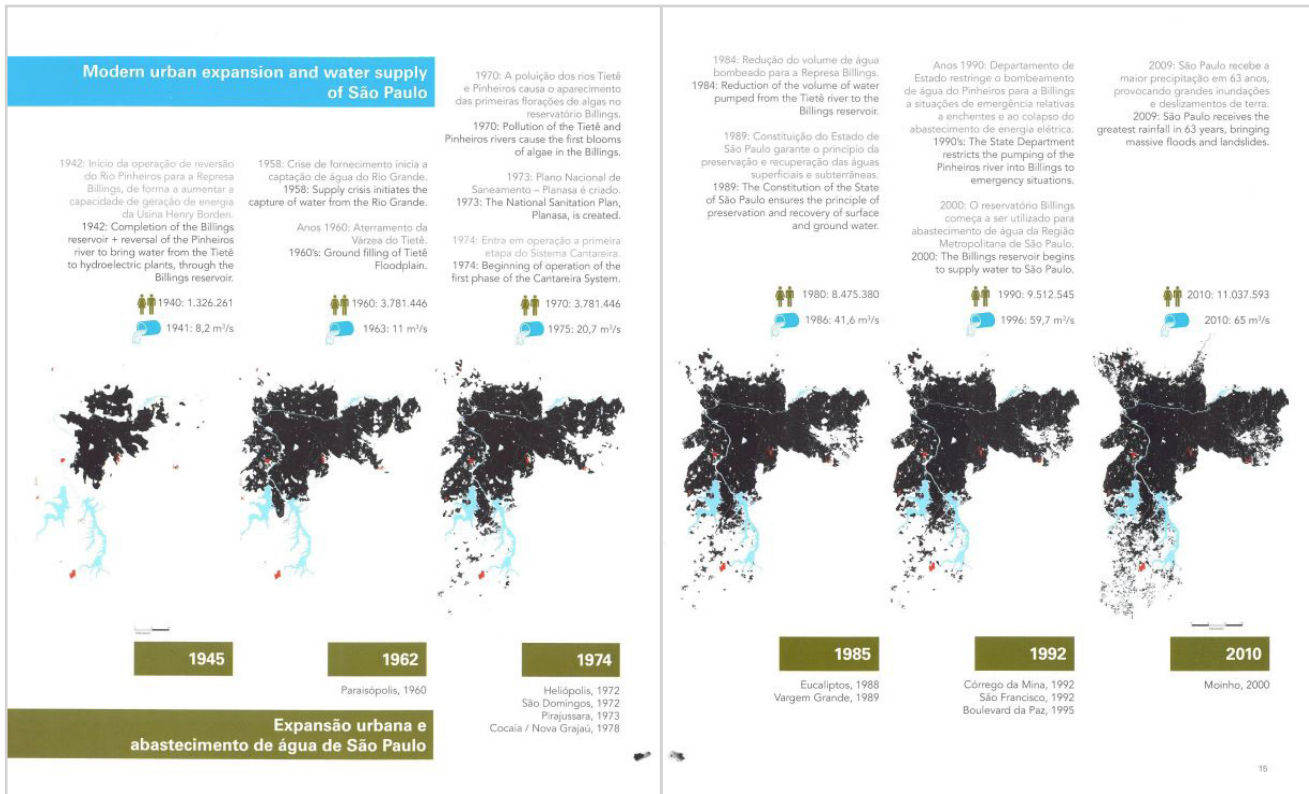 Modern urban expansion and water supply
of São Paulo
1942: Início da operação de reversão
do Rio Pinheiros para a Represa
Billings, de forma a aumentar a
capacidade de geração de energia
da Usina Henry Borden.
1942: Completion of the Billings
reservoir + reversal of the Pinheiros
river to bring water from the Tietê
to hydroelectric plants, through the
Billings reservoir.
1940: 1.326.261
1941: 8,2 m³/s
1958: Crise de fornecimento inicia a
captação de água do Rio Grande.
1958: Supply crisis initiates the
capture of water from the Rio Grande.
Anos 1960: Aterramento da
Várzea do Tietê.
1960's: Ground filling of Tietê
Floodplain.
1960: 3.781.446
1963: 11 m³/s
1970: A poluição dos rios Tietê
e Pinheiros causa o aparecimento
das primeiras florações de algas no
reservatório Billings.
1970: Pollution of the Tietê and
Pinheiros rivers cause the first blooms
of algae in the Billings.
1973: Plano Nacional de
Saneamento – Planasa é criado.
1973: The National Sanitation Plan,
Planasa, is created.
1974: Entra em operação a primeira
etapa do Sistema Cantareira.
1974: Beginning of operation of the
first phase of the Cantareira System.
1970: 3.781.446
1975: 20,7 m³/s
1945
1962
Paraisópolis, 1960
1974
Heliópolis, 1972
São Domingos, 1972
Pirajussara, 1973
Cocaia / Nova Grajaú, 1978
Expansão urbana e
abastecimento de água de São Paulo
1984: Redução do volume de água
bombeado para a Represa Billings.
1984: Reduction of the volume of water
pumped from the Tietê river to the
Billings reservoir.
1989: Constituição do Estado de
São Paulo garante o princípio da
preservação e recuperação das águas
superficiais e subterrâneas.
1989: The Constitution of the State
of São Paulo ensures the principle of
preservation and recovery of surface
and ground water.
1980: 8.475.380
1986: 41,6 m³/s
Anos 1990: Departamento de
Estado restringe o bombeamento
de água do Pinheiros para a Billings
a situações de emergência relativas
a enchentes e ao colapso do
abastecimento de energia elétrica.
1990's: The State Department
restricts the pumping of the
Pinheiros river into Billings to
emergency situations.
2000: O reservatório Billings
começa a ser utilizado para
abastecimento de água da Região
Metropolitana de São Paulo.
2000: The Billings reservoir begins
to supply water to São Paulo.
1990: 9.512.545
1996: 59,7 m³/s
2009: São Paulo recebe a
maior precipitação em 63 anos,
provocando grandes inundações
e deslizamentos de terra.
2009: São Paulo receives the
greatest rainfall in 63 years, bringing
massive floods and landslides.
2010: 11.037.593
2010: 65 m³/s
1985
Eucaliptos, 1988
Vargem Grande, 1989
1992
Córrego da Mina, 1992
São Francisco, 1992
Boulevard da Paz, 1995
2010
Moinho, 2000
15